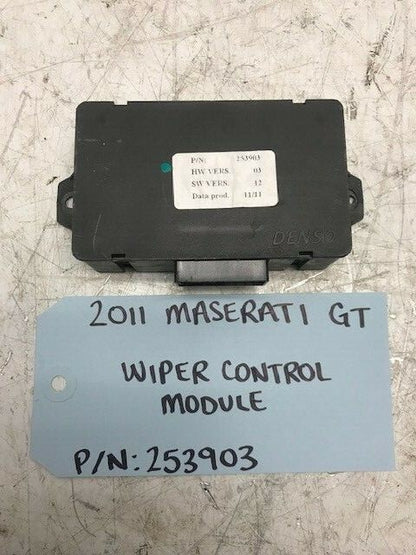 P/N: 253903
HW VERS. 03
SW VERS. 12
Data prod. 11/11
DENSO
2011 MASERATI GT
WIPER CONTROL
MODULE
P/N: 253903